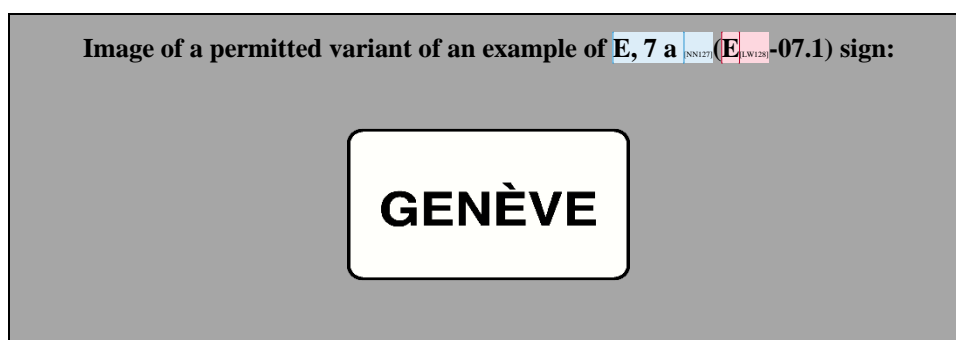 Image of a permitted variant of an example of E, 7 a [NN127](E[LW128]-07.1) sign:
GENÈVE